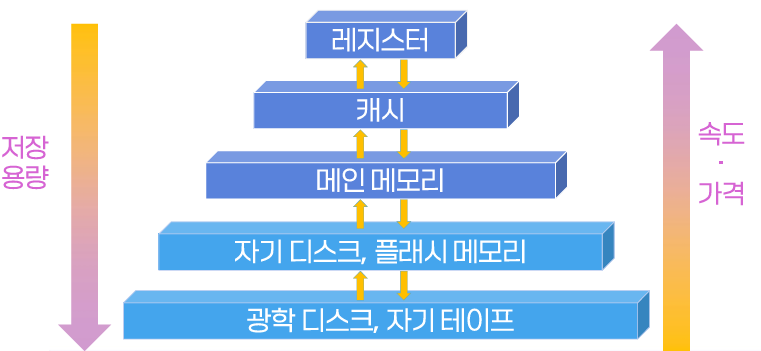 레지스터
캐시
메인 메모리
자기 디스크, 플래시 메모리
광학 디스크, 자기 테이프
저장
용량
속도
·
가격